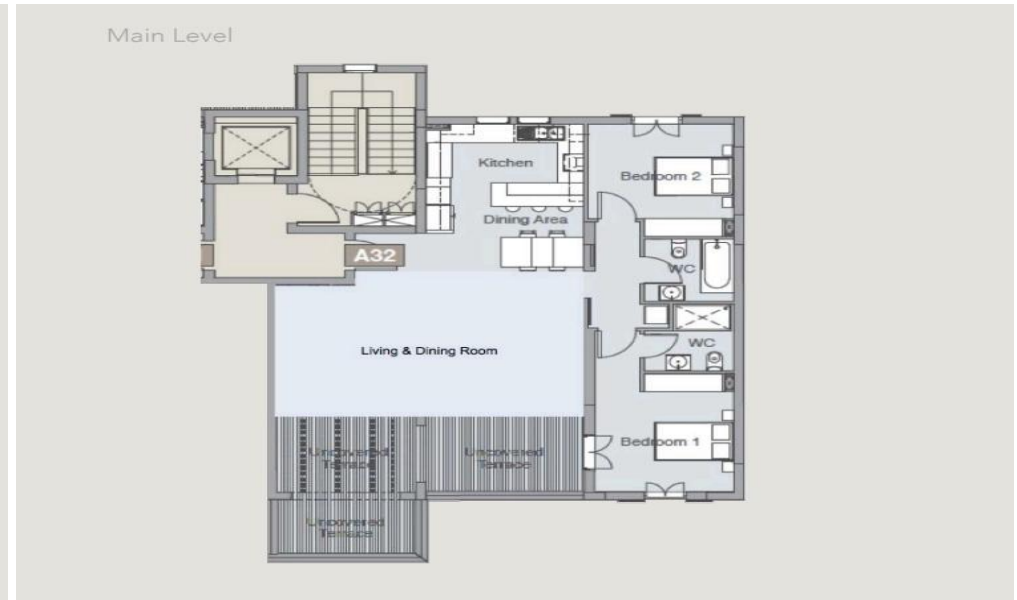 Main Level
Kitchen
Bedroom 2
Dining Area
A32
WC
Living & Dining Room
WC
Bedroom 1
Uncovered
Terrace
Uncovered
Terrace
Uncovered
Terrace